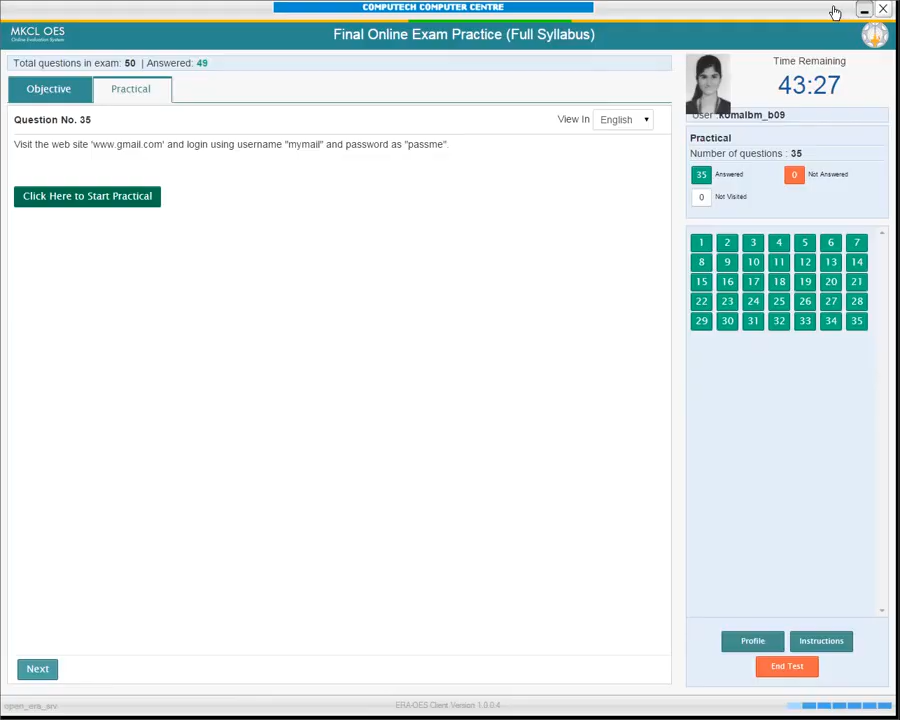 COMPUTECH COMPUTER CENTRE
MKCL OES
Online Evaluation System
Final Online Exam Practice (Full Syllabus)
Total questions in exam: 50 | Answered: 49
Time Remaining
43:27
User :komalbm_b09
Objective
Practical
Question No. 35
View In
English
Visit the web site 'www.gmail.com' and login using username "mymail" and password as "passme".
Click Here to Start Practical
Practical
Number of questions : 35
35 Answered
0 Not Answered
0 Not Visited
1 2 3 4 5 6 7
8 9 10 11 12 13 14
15 16 17 18 19 20 21
22 23 24 25 26 27 28
29 30 31 32 33 34 35
Profile
Instructions
End Test
Next
open_era_srv
ERA-OES Client Version 1.0.0.4